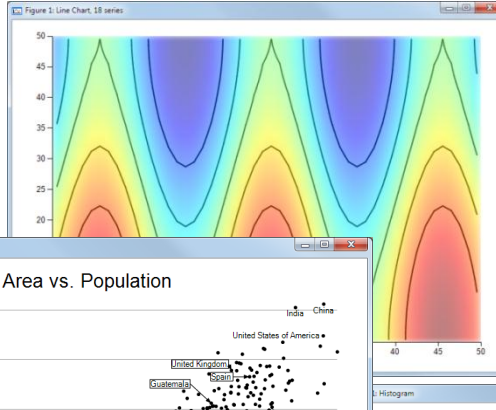 Figure 1: Line Chart, 18 series
50
45
40
35
30
25
20
40 45 50
Area vs. Population
India China
United States of America
United Kingdom
Spain
Guatemala
1: Histogram